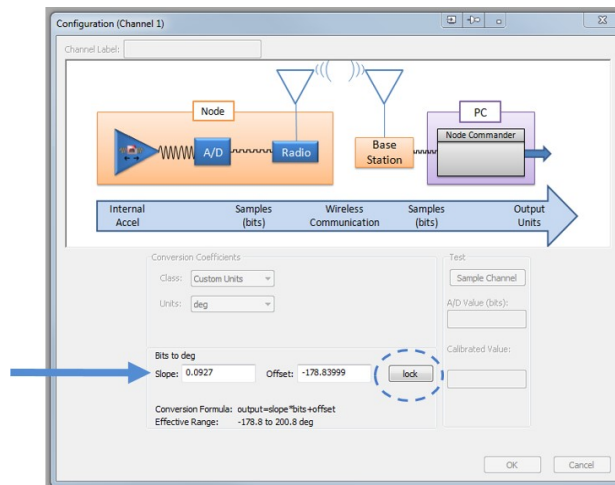 Configuration (Channel 1)
Channel Label:
Node
PC
A/D
Radio
Base
Station
Node Commander
Internal
Accel
Samples
(bits)
Wireless
Communication
Samples
(bits)
Output
Units
Conversion Coefficients
Class: Custom Units
Units: deg
Test
Sample Channel
A/D Value (bits):
Calibrated Value:
Bits to deg
Slope: 0.0927 Offset: -178.83999 lock
Conversion Formula: output=slope*bits+offset
Effective Range: -178.8 to 200.8 deg
OK Cancel